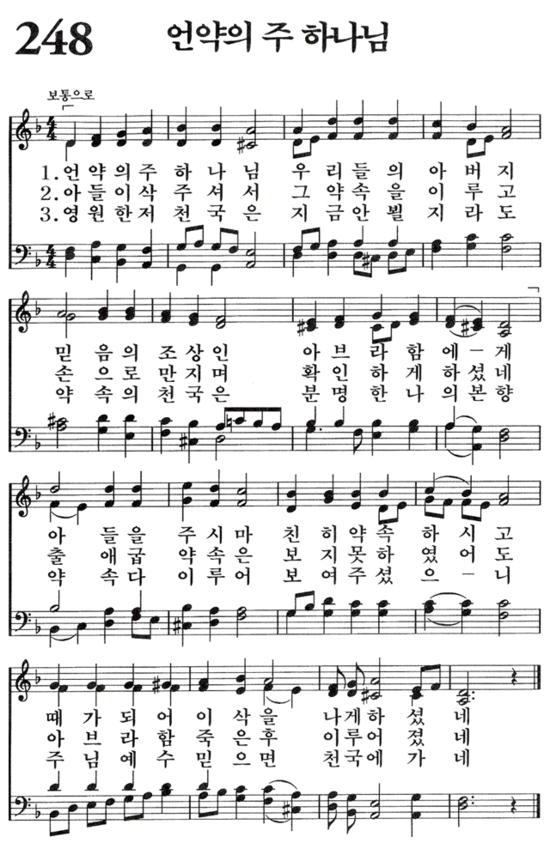 248 언약의 주 하나님
보통으로
1.언 약 의 주 하 나 님 우 리 들 의 아 버 지
2.아 들 이 삭 주 셔 서 그 약 속 을 이 루 고
3.영 원 한 저 천 국 은 지 금 안 뵐 지 라 도
믿 음 의 조 상 인 아 브 라 함 에 - 게
손 으 로 만 지 며 확 인 하 게 하 셨 네
약 속 의 천 국 은 분 명 한 나 의 본 향
아 들 을 주 시 마 친 히 약 속 하 시 고
출 애 굽 약 속 은 보 지 못 하 였 어 도
약 속 다 이 루 어 보 여 주 셨 으 - 니
때 가 되 어 이 삭 을 나 게 하 셨 네
아 브 라 함 죽 은 후 이 루 어 졌 네
주 님 예 수 믿 으 면 천 국 에 가 네